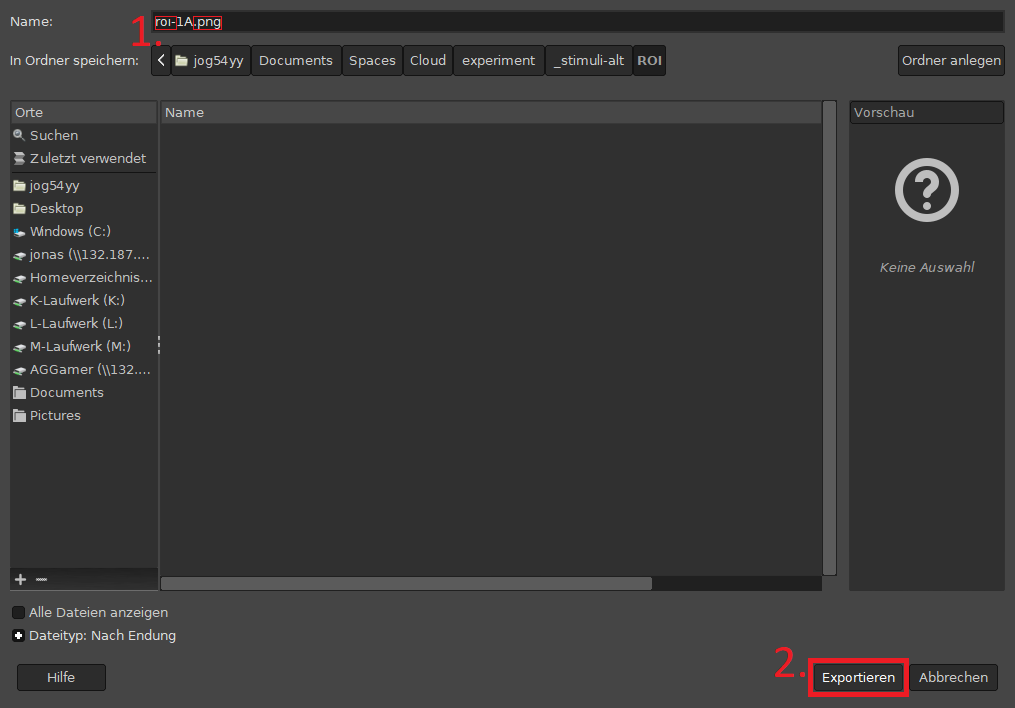 Name: roi-1A.png
1.
In Ordner speichern: jog54yy Documents Spaces Cloud experiment _stimuli-alt ROI Ordner anlegen
Orte Name Vorschau
Suchen
Zuletzt verwendet
jog54yy
Desktop
Windows (C:)
jonas (\\132.187....
Homeverzeichnis...
K-Laufwerk (K:)
L-Laufwerk (L:)
M-Laufwerk (M:)
AGGamer (\\132....
Documents
Pictures
?
Keine Auswahl
Alle Dateien anzeigen
Dateityp: Nach Endung
2.
Hilfe Exportieren Abbrechen